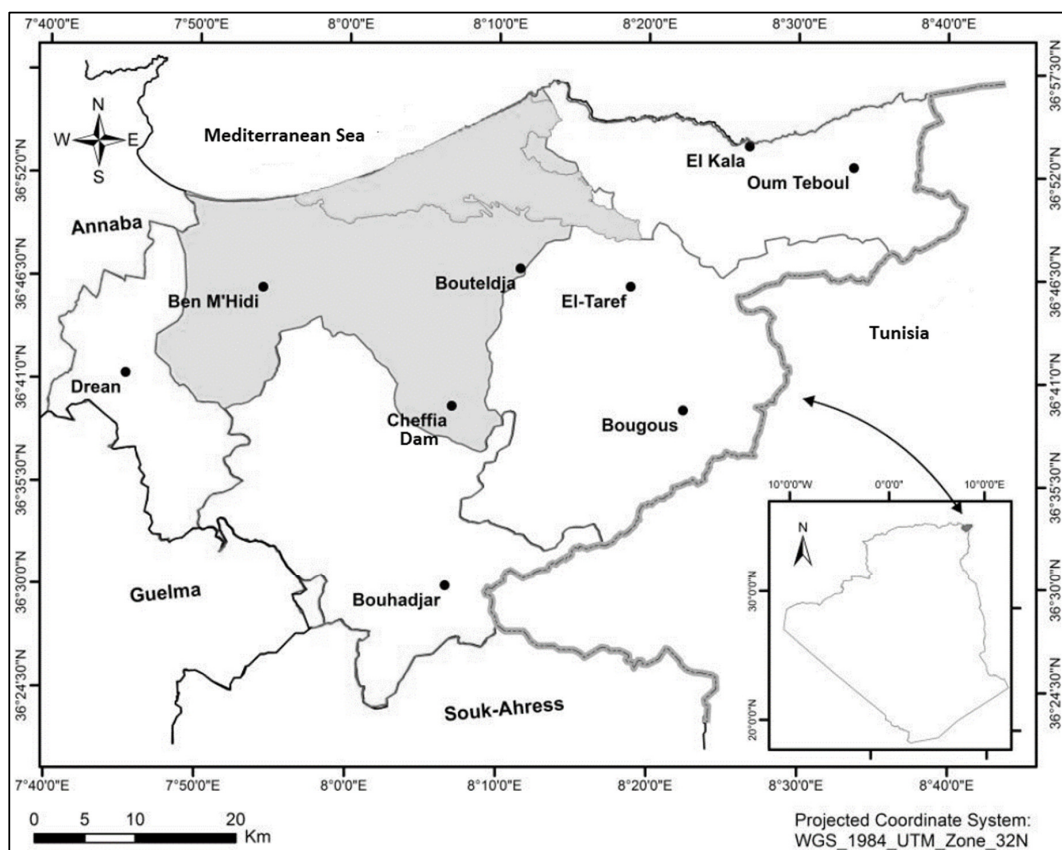 7°40'0"E 7°50'0"E 8°00'0"E 8°10'0"E 8°20'0"E 8°30'0"E 8°40'0"E
36°57'30"N
N
W E
S
Mediterranean Sea
El Kala
Oum Teboul
36°52'0"N
36°52'0"N
Annaba
Bouteldja
36°46'30"N
36°46'30"N
Ben M'Hidi
El-Taref
Tunisia
36°41'0"N
36°41'0"N
Drean
Cheffia
Dam
Bougous
36°35'30"N
36°35'30"N
10°0'0"W 0°0'0" 10°0'0"E
N
30°0'0"N
20°0'0"N
36°30'0"N
36°30'0"N
Guelma
Bouhadjar
36°24'30"N
36°24'30"N
Souk-Ahress
7°40'0"E 7°50'0"E 8°00'0"E 8°10'0"E 8°20'0"E 8°30'0"E 8°40'0"E
0 5 10 20
Km
Projected Coordinate System:
WGS_1984_UTM_Zone_32N